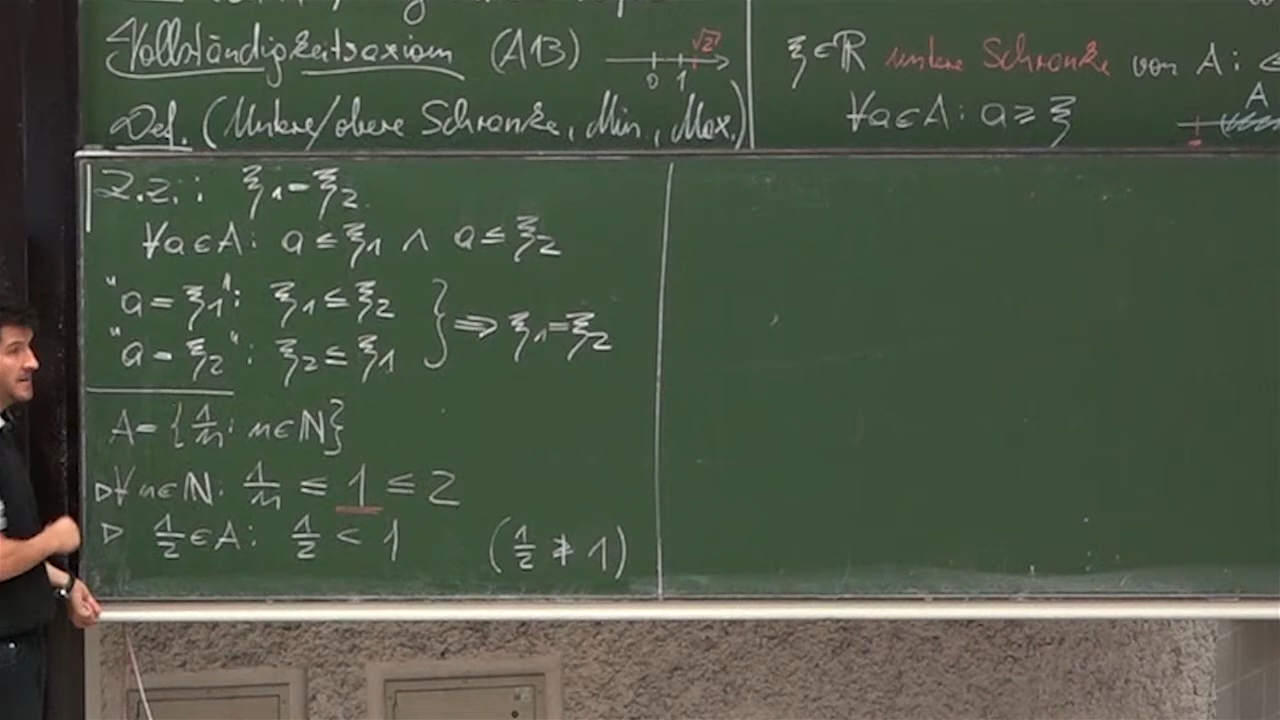 Vollständigkeitsaxiom (A13)
0 1 √2
Def. (Untere/obere Schranke, Min., Max.)
ξ∈ℝ untere Schranke von A:
∀a∈A: a≥ξ
A
Z.z.: ξ₁=ξ₂.
∀a∈A: a≤ξ₁ ∧ a≤ξ₂
"a=ξ₁": ξ₁≤ξ₂
"a=ξ₂": ξ₂≤ξ₁
} ⟹ ξ₁=ξ₂
A={1/n: n∈ℕ}
▷∀n∈ℕ: 1/n ≤ 1 ≤ 2
▷ 1/2∈A: 1/2 < 1 (1/2 ≱ 1)